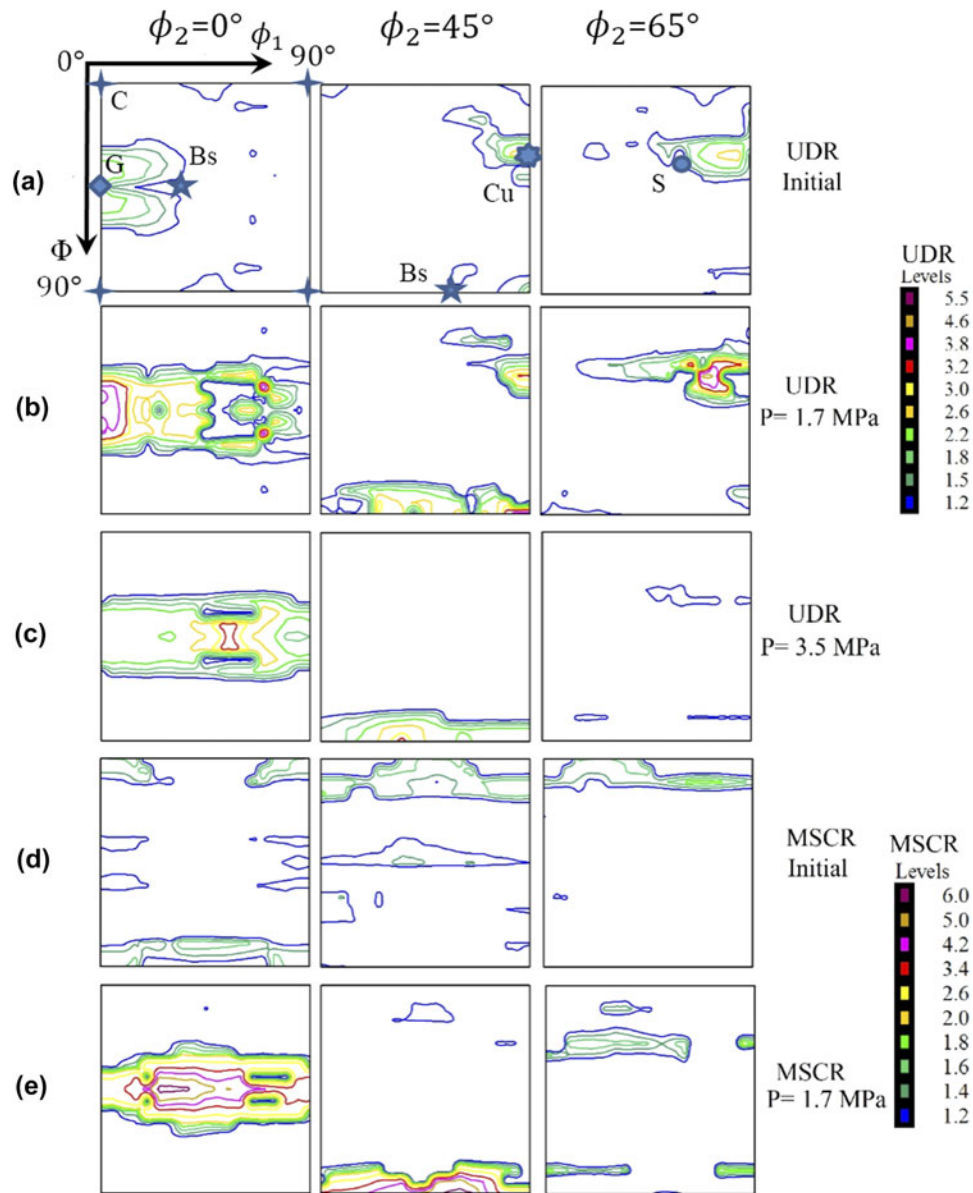 ϕ₂=0° ϕ₂=45° ϕ₂=65°
0° ϕ₁ 90°
C
G Bs
Cu
S
(a)
UDR
Initial
Φ
90°
Bs
UDR
Levels
5.5
4.6
3.8
3.2
3.0
2.6
2.2
1.8
1.5
1.2
(b)
UDR
P= 1.7 MPa
(c)
UDR
P= 3.5 MPa
(d)
MSCR
Initial
MSCR
Levels
6.0
5.0
4.2
3.4
2.6
2.0
1.8
1.6
1.4
1.2
(e)
MSCR
P= 1.7 MPa